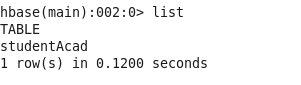 hbase(main):002:0> list
TABLE
studentAcad
1 row(s) in 0.1200 seconds